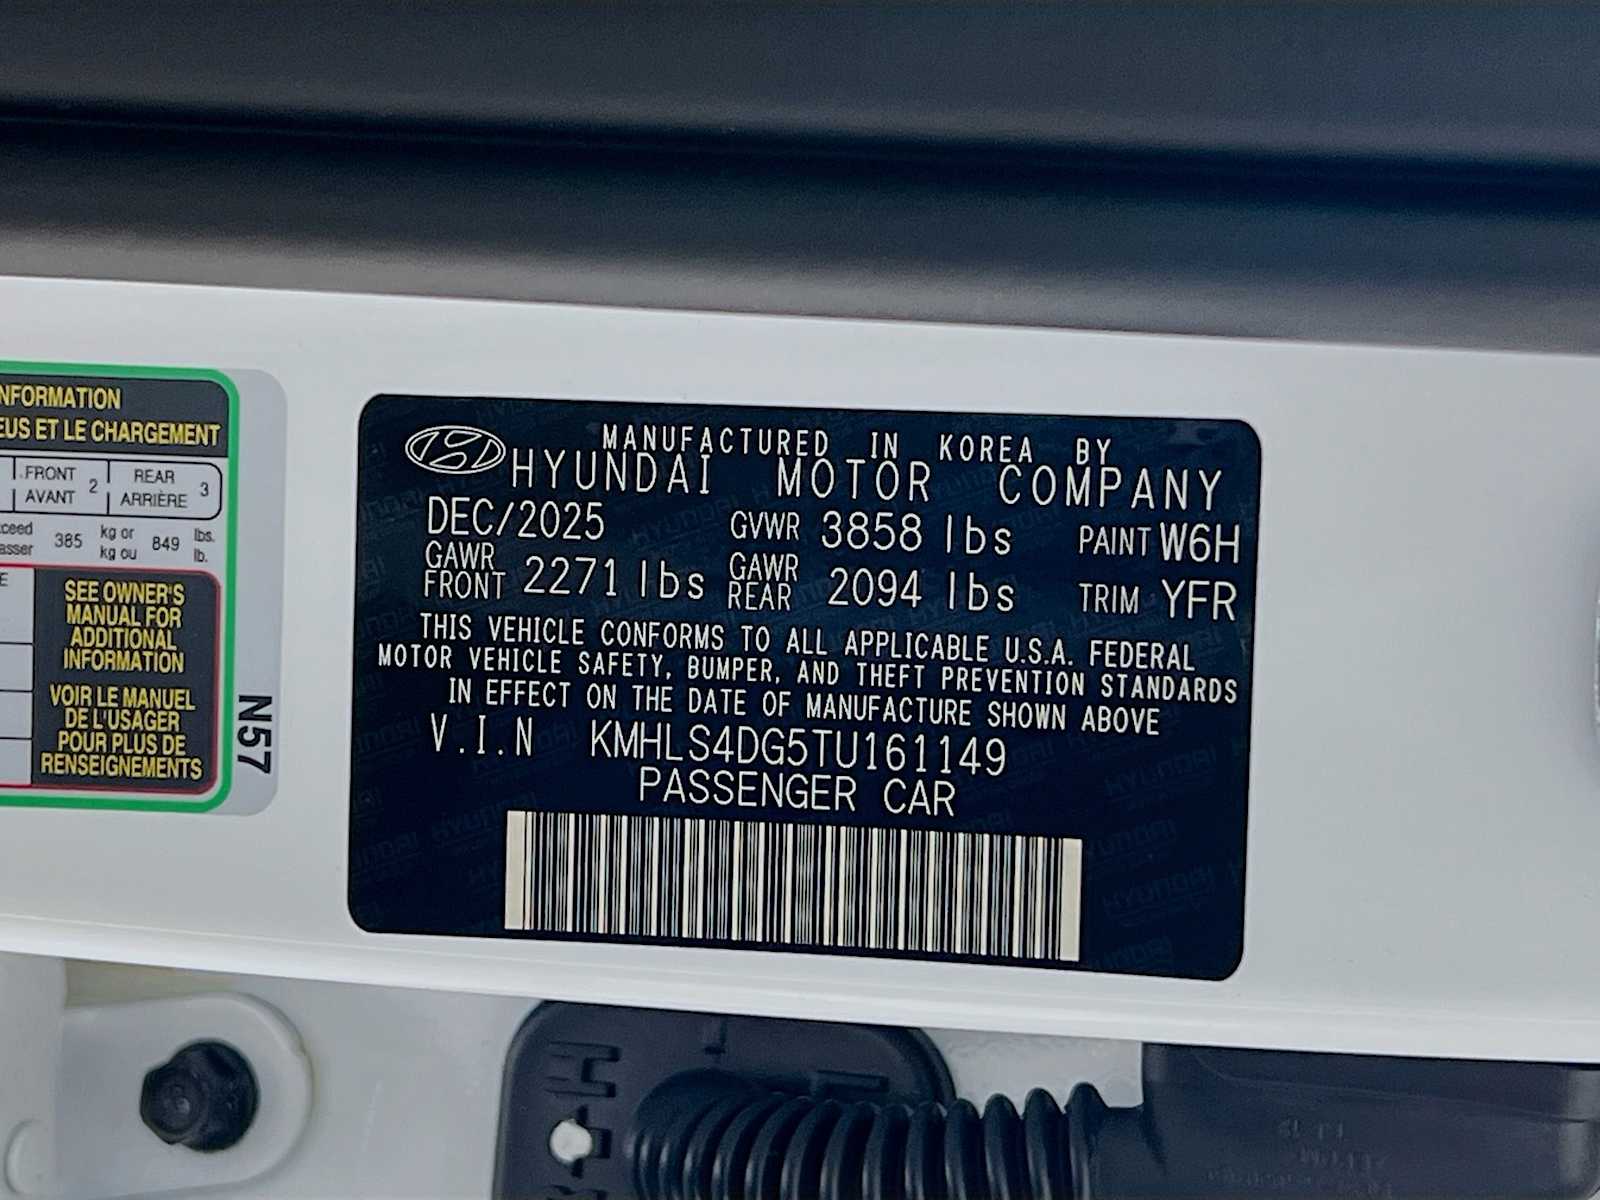 NFORMATION
EUS ET LE CHARGEMENT
FRONT
AVANT 2
REAR
ARRIÈRE 3
xceed
asser 385 kg or
kg ou 849 lbs.
lb.
E
SEE OWNER'S
MANUAL FOR
ADDITIONAL
INFORMATION
VOIR LE MANUEL
DE L'USAGER
POUR PLUS DE
RENSEIGNEMENTS
N57
MANUFACTURED IN KOREA BY
HYUNDAI MOTOR COMPANY
DEC/2025 GVWR 3858 lbs PAINT W6H
GAWR
FRONT 2271 lbs GAWR
REAR 2094 lbs TRIM YFR
THIS VEHICLE CONFORMS TO ALL APPLICABLE U.S.A. FEDERAL
MOTOR VEHICLE SAFETY, BUMPER, AND THEFT PREVENTION STANDARDS
IN EFFECT ON THE DATE OF MANUFACTURE SHOWN ABOVE
V.I.N KMHLS4DG5TU161149
PASSENGER CAR